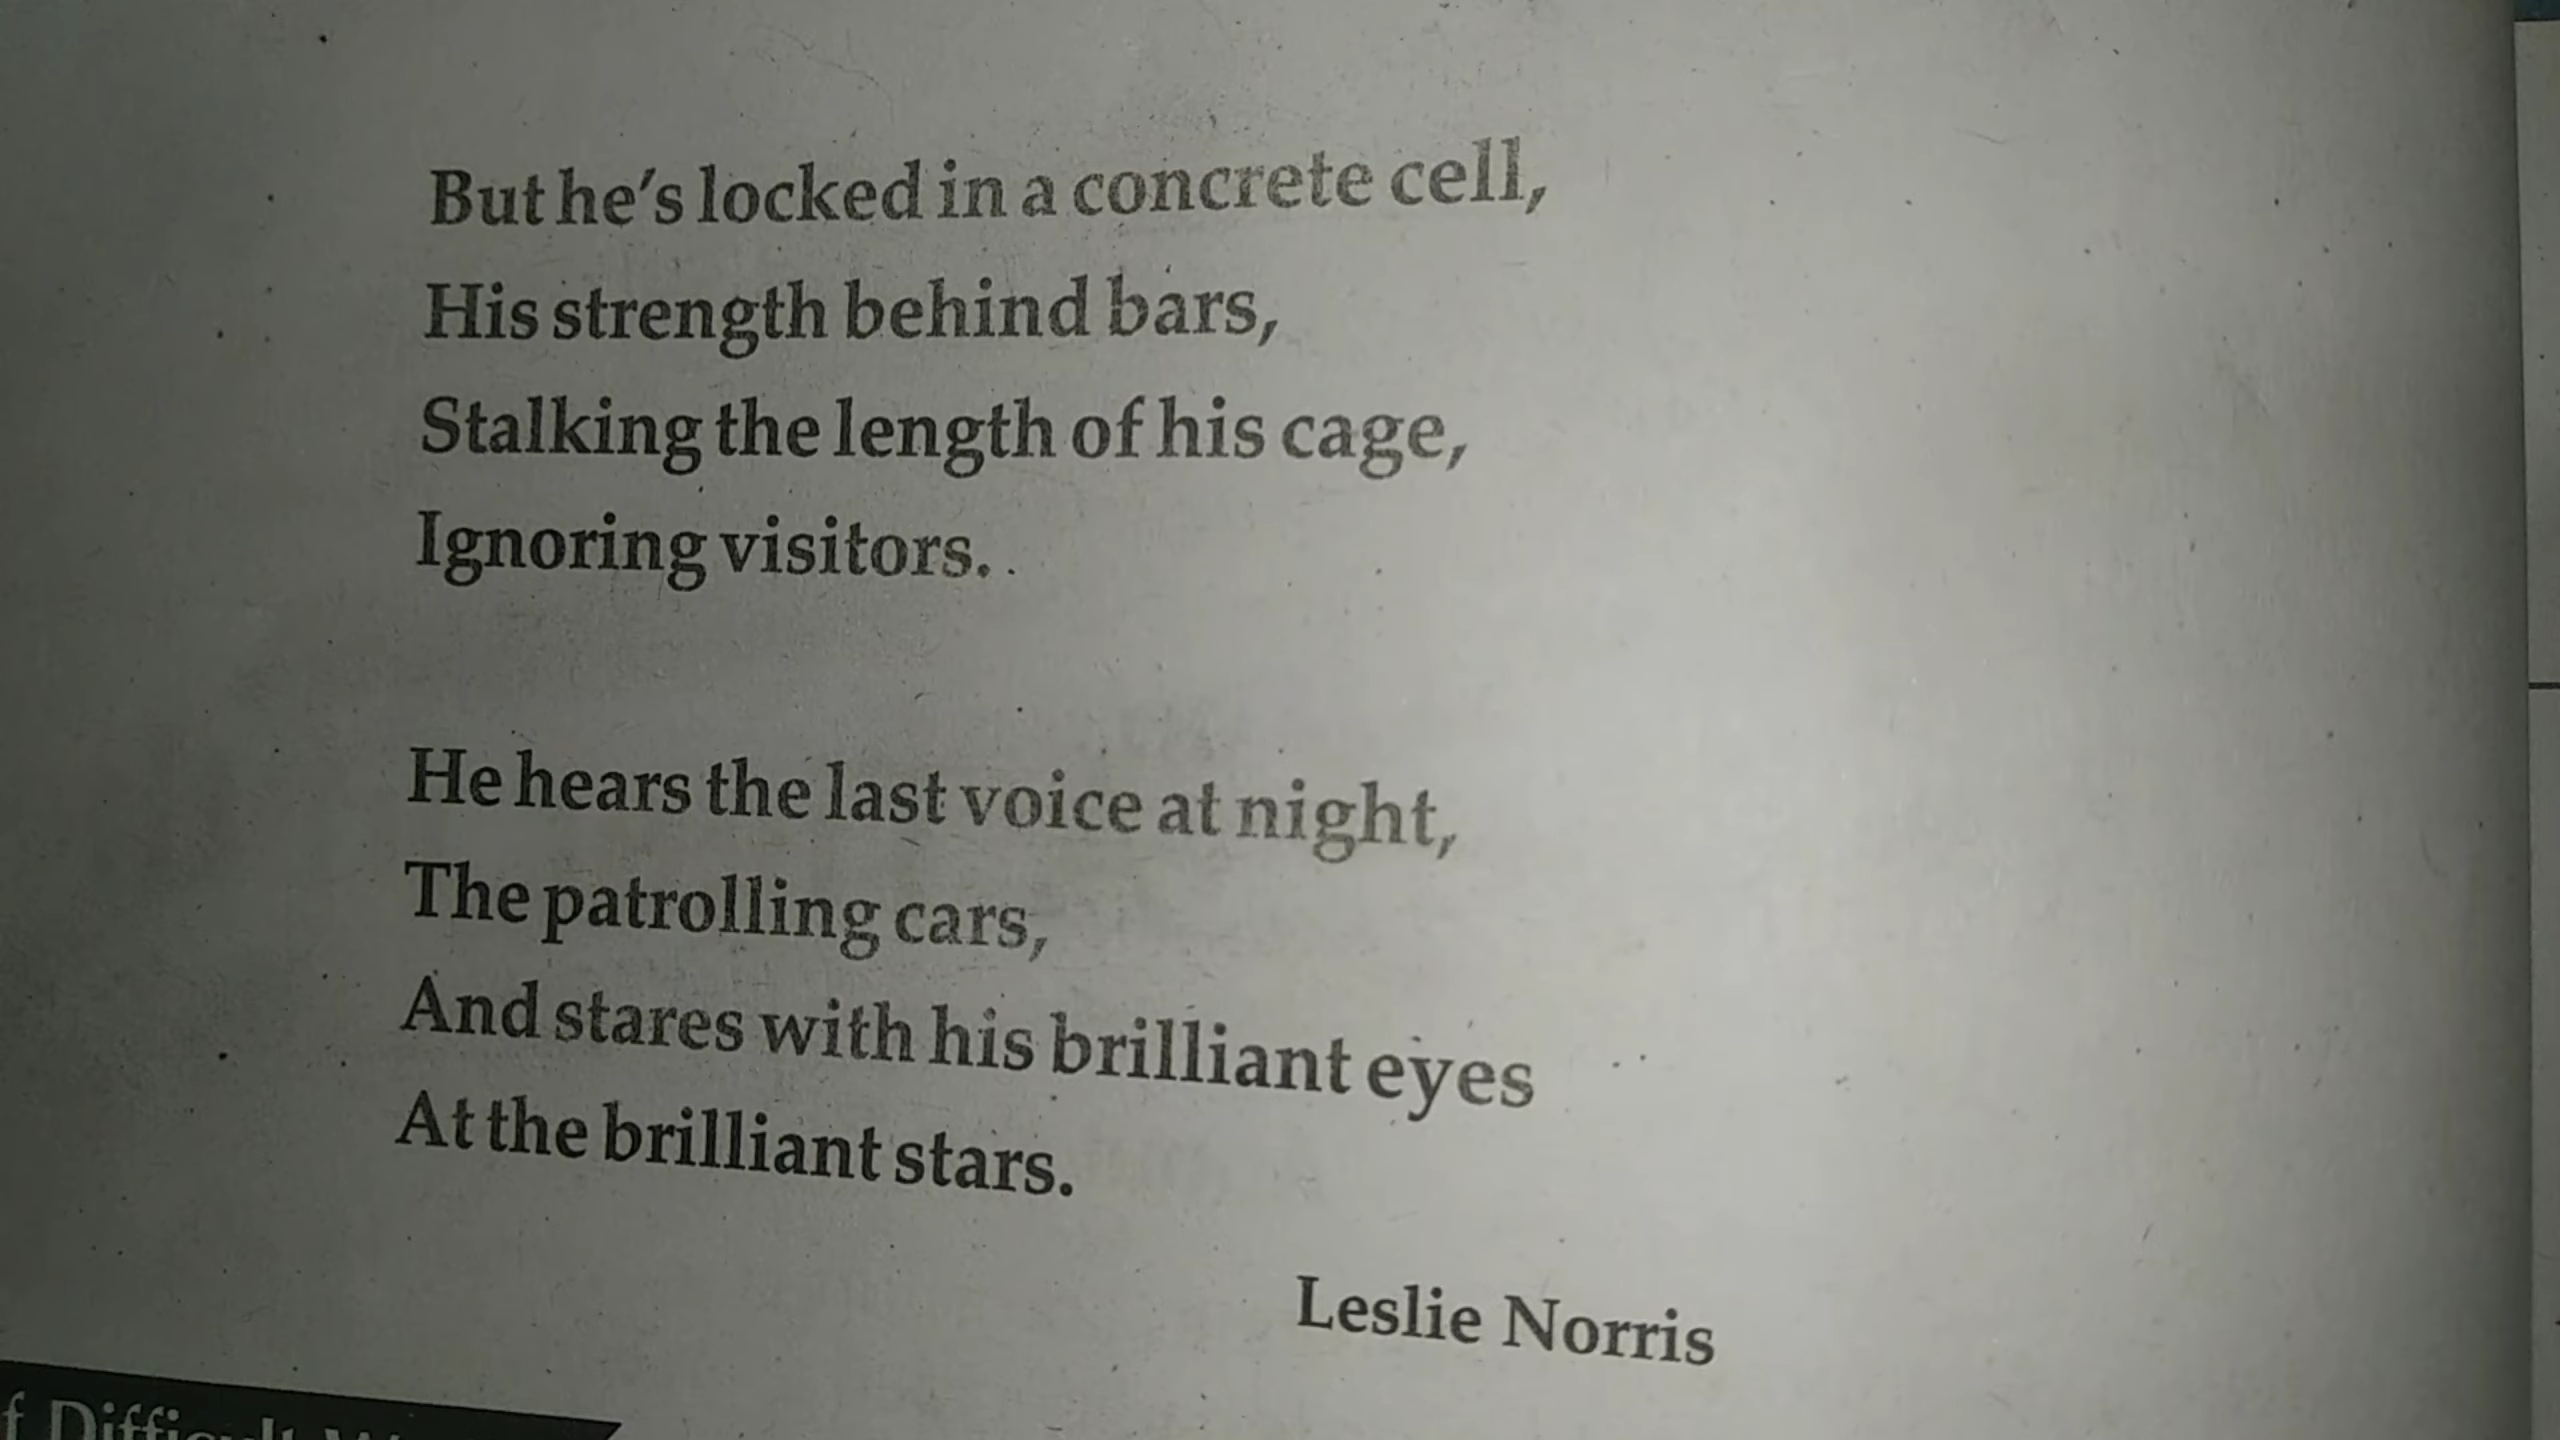 But he's locked in a concrete cell,
His strength behind bars,
Stalking the length of his cage,
Ignoring visitors.
He hears the last voice at night,
The patrolling cars,
And stares with his brilliant eyes
At the brilliant stars.
Leslie Norris
f Difficult